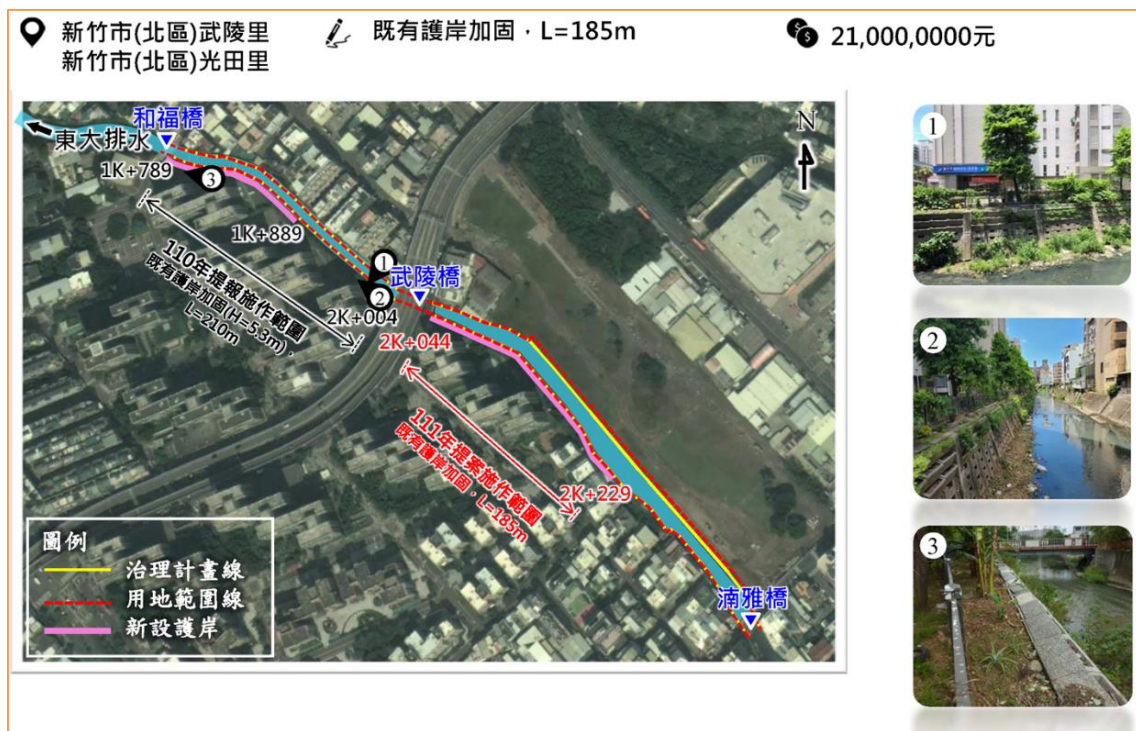 新竹市(北區)武陵里
新竹市(北區)光田里
既有護岸加固，L=185m
21,000,0000元
和福橋
東大排水
1K+789
N
3
1K+889
1
武陵橋
2
2K+004
2K+044
110年提報施作範圍
既有護岸加固(H=5.3m)，
L=210m
111年提案施作範圍
既有護岸加固，L=185m
2K+229
湳雅橋
圖例
治理計畫線
用地範圍線
新設護岸
1
2
3